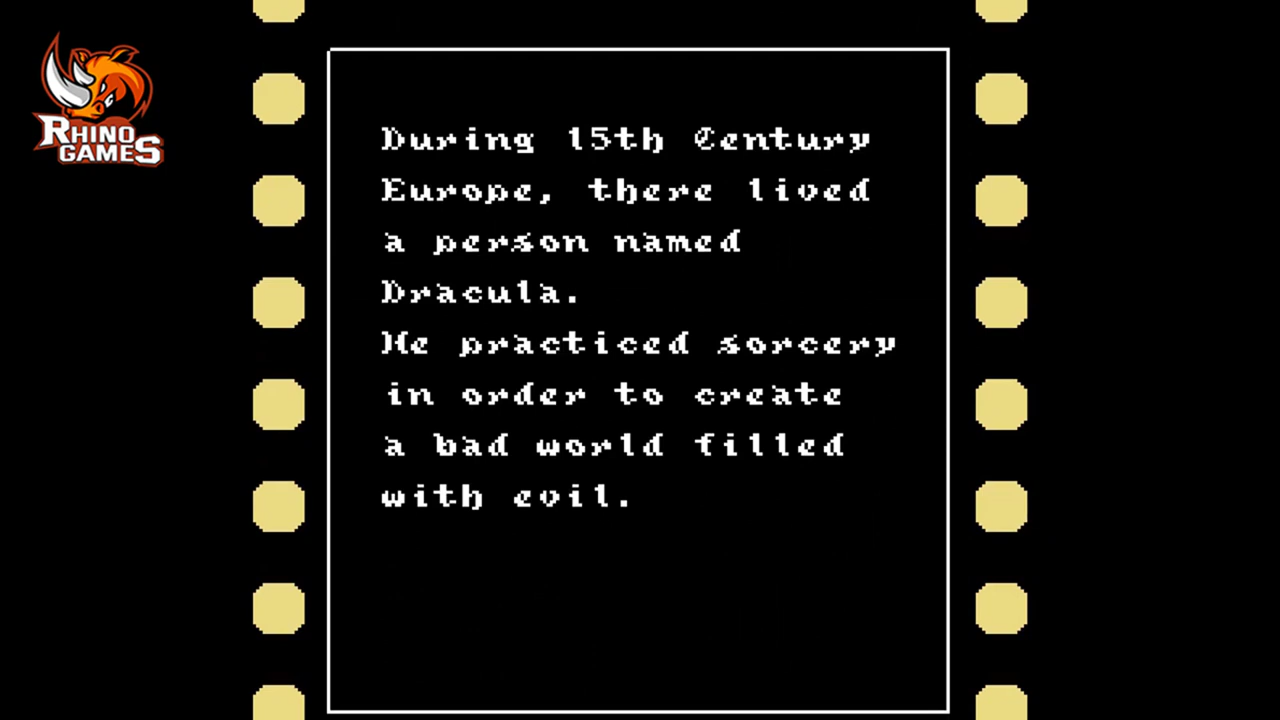 RHINO
GAMES
During 15th Century
Europe, there lived
a person named
Dracula.
He practiced sorcery
in order to create
a bad world filled
with evil.